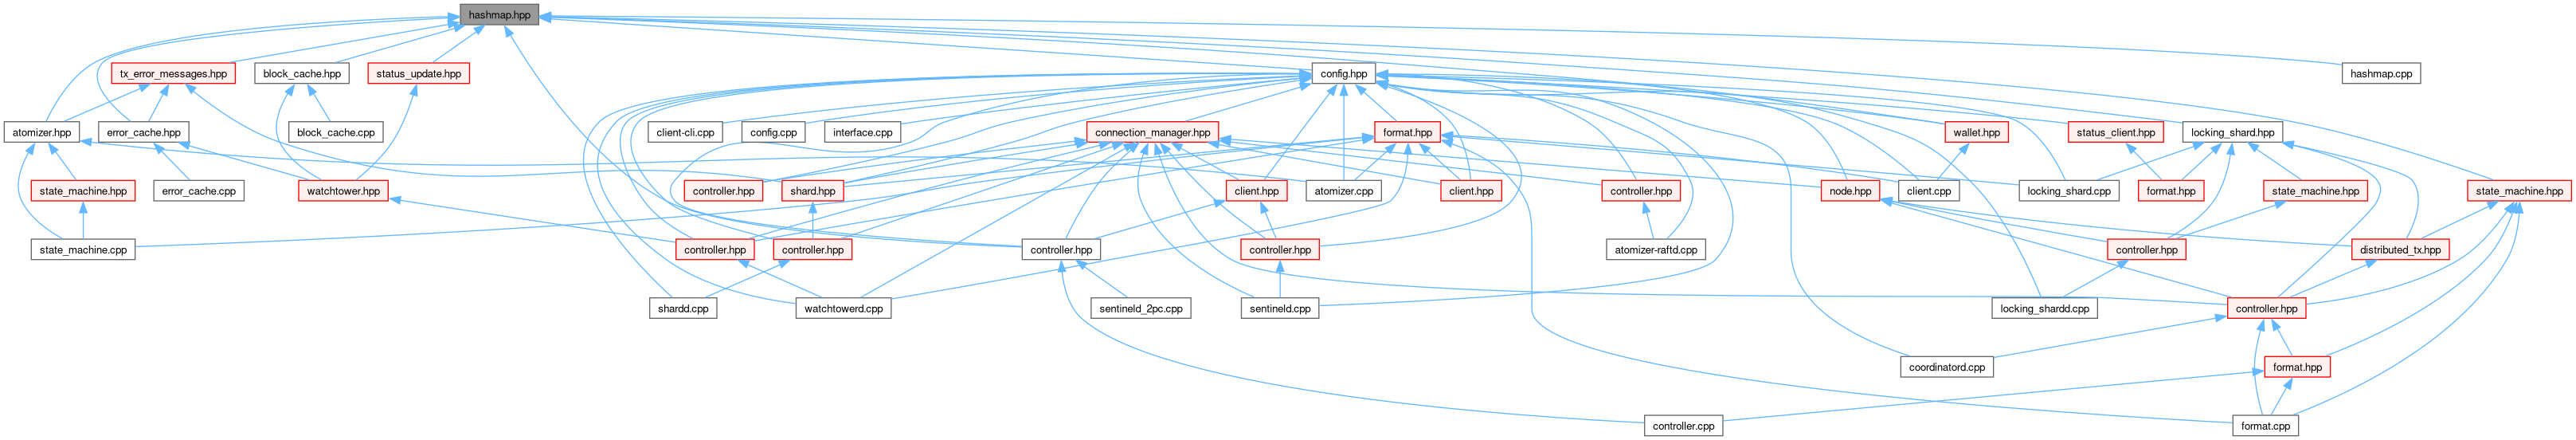 hashmap.hpp
tx_error_messages.hpp
block_cache.hpp
status_update.hpp
config.hpp
hashmap.cpp
atomizer.hpp
error_cache.hpp
block_cache.cpp
client-cli.cpp
config.cpp
interface.cpp
connection_manager.hpp
format.hpp
wallet.hpp
status_client.hpp
locking_shard.hpp
state_machine.hpp
error_cache.cpp
watchtower.hpp
controller.hpp
shard.hpp
client.hpp
atomizer.cpp
client.hpp
controller.hpp
node.hpp
client.cpp
locking_shard.cpp
format.hpp
state_machine.hpp
state_machine.hpp
state_machine.cpp
controller.hpp
controller.hpp
controller.hpp
controller.hpp
atomizer-raftd.cpp
controller.hpp
distributed_tx.hpp
shardd.cpp
watchtowerd.cpp
sentineld_2pc.cpp
sentineld.cpp
locking_shardd.cpp
controller.hpp
coordinatord.cpp
format.hpp
controller.cpp
format.cpp